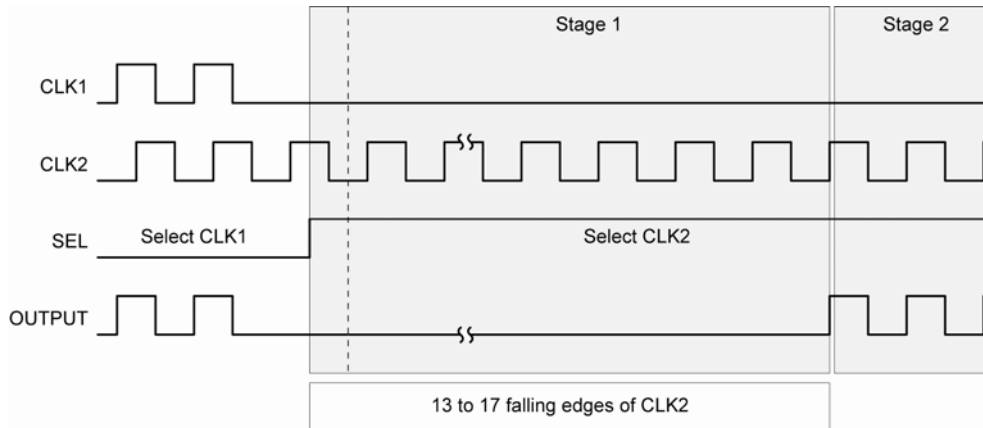 Stage 1
Stage 2
CLK1
CLK2
SEL
Select CLK1
Select CLK2
OUTPUT
13 to 17 falling edges of CLK2